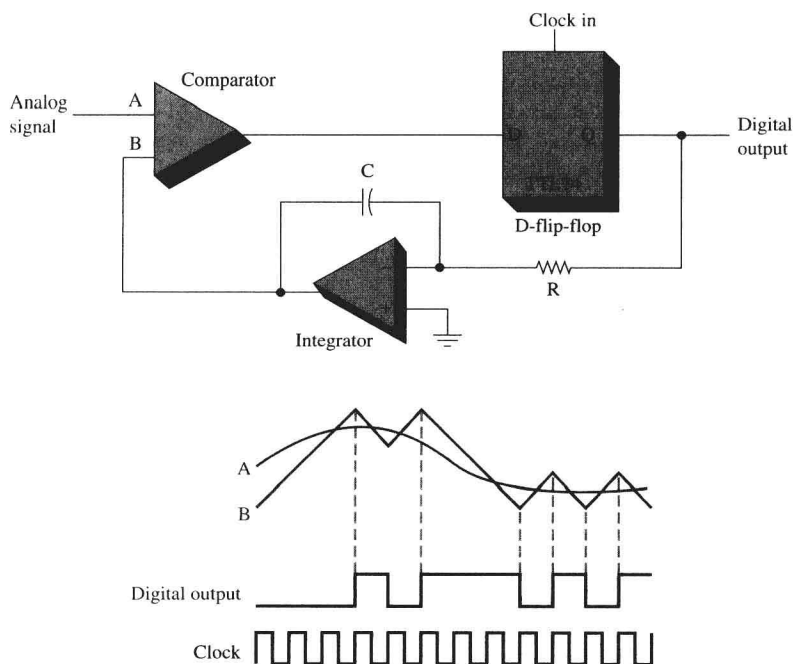 Clock in
Comparator
Analog
signal
A
B
D
Q
Digital
output
C
D-flip-flop
R
Integrator
A
B
Digital output
Clock